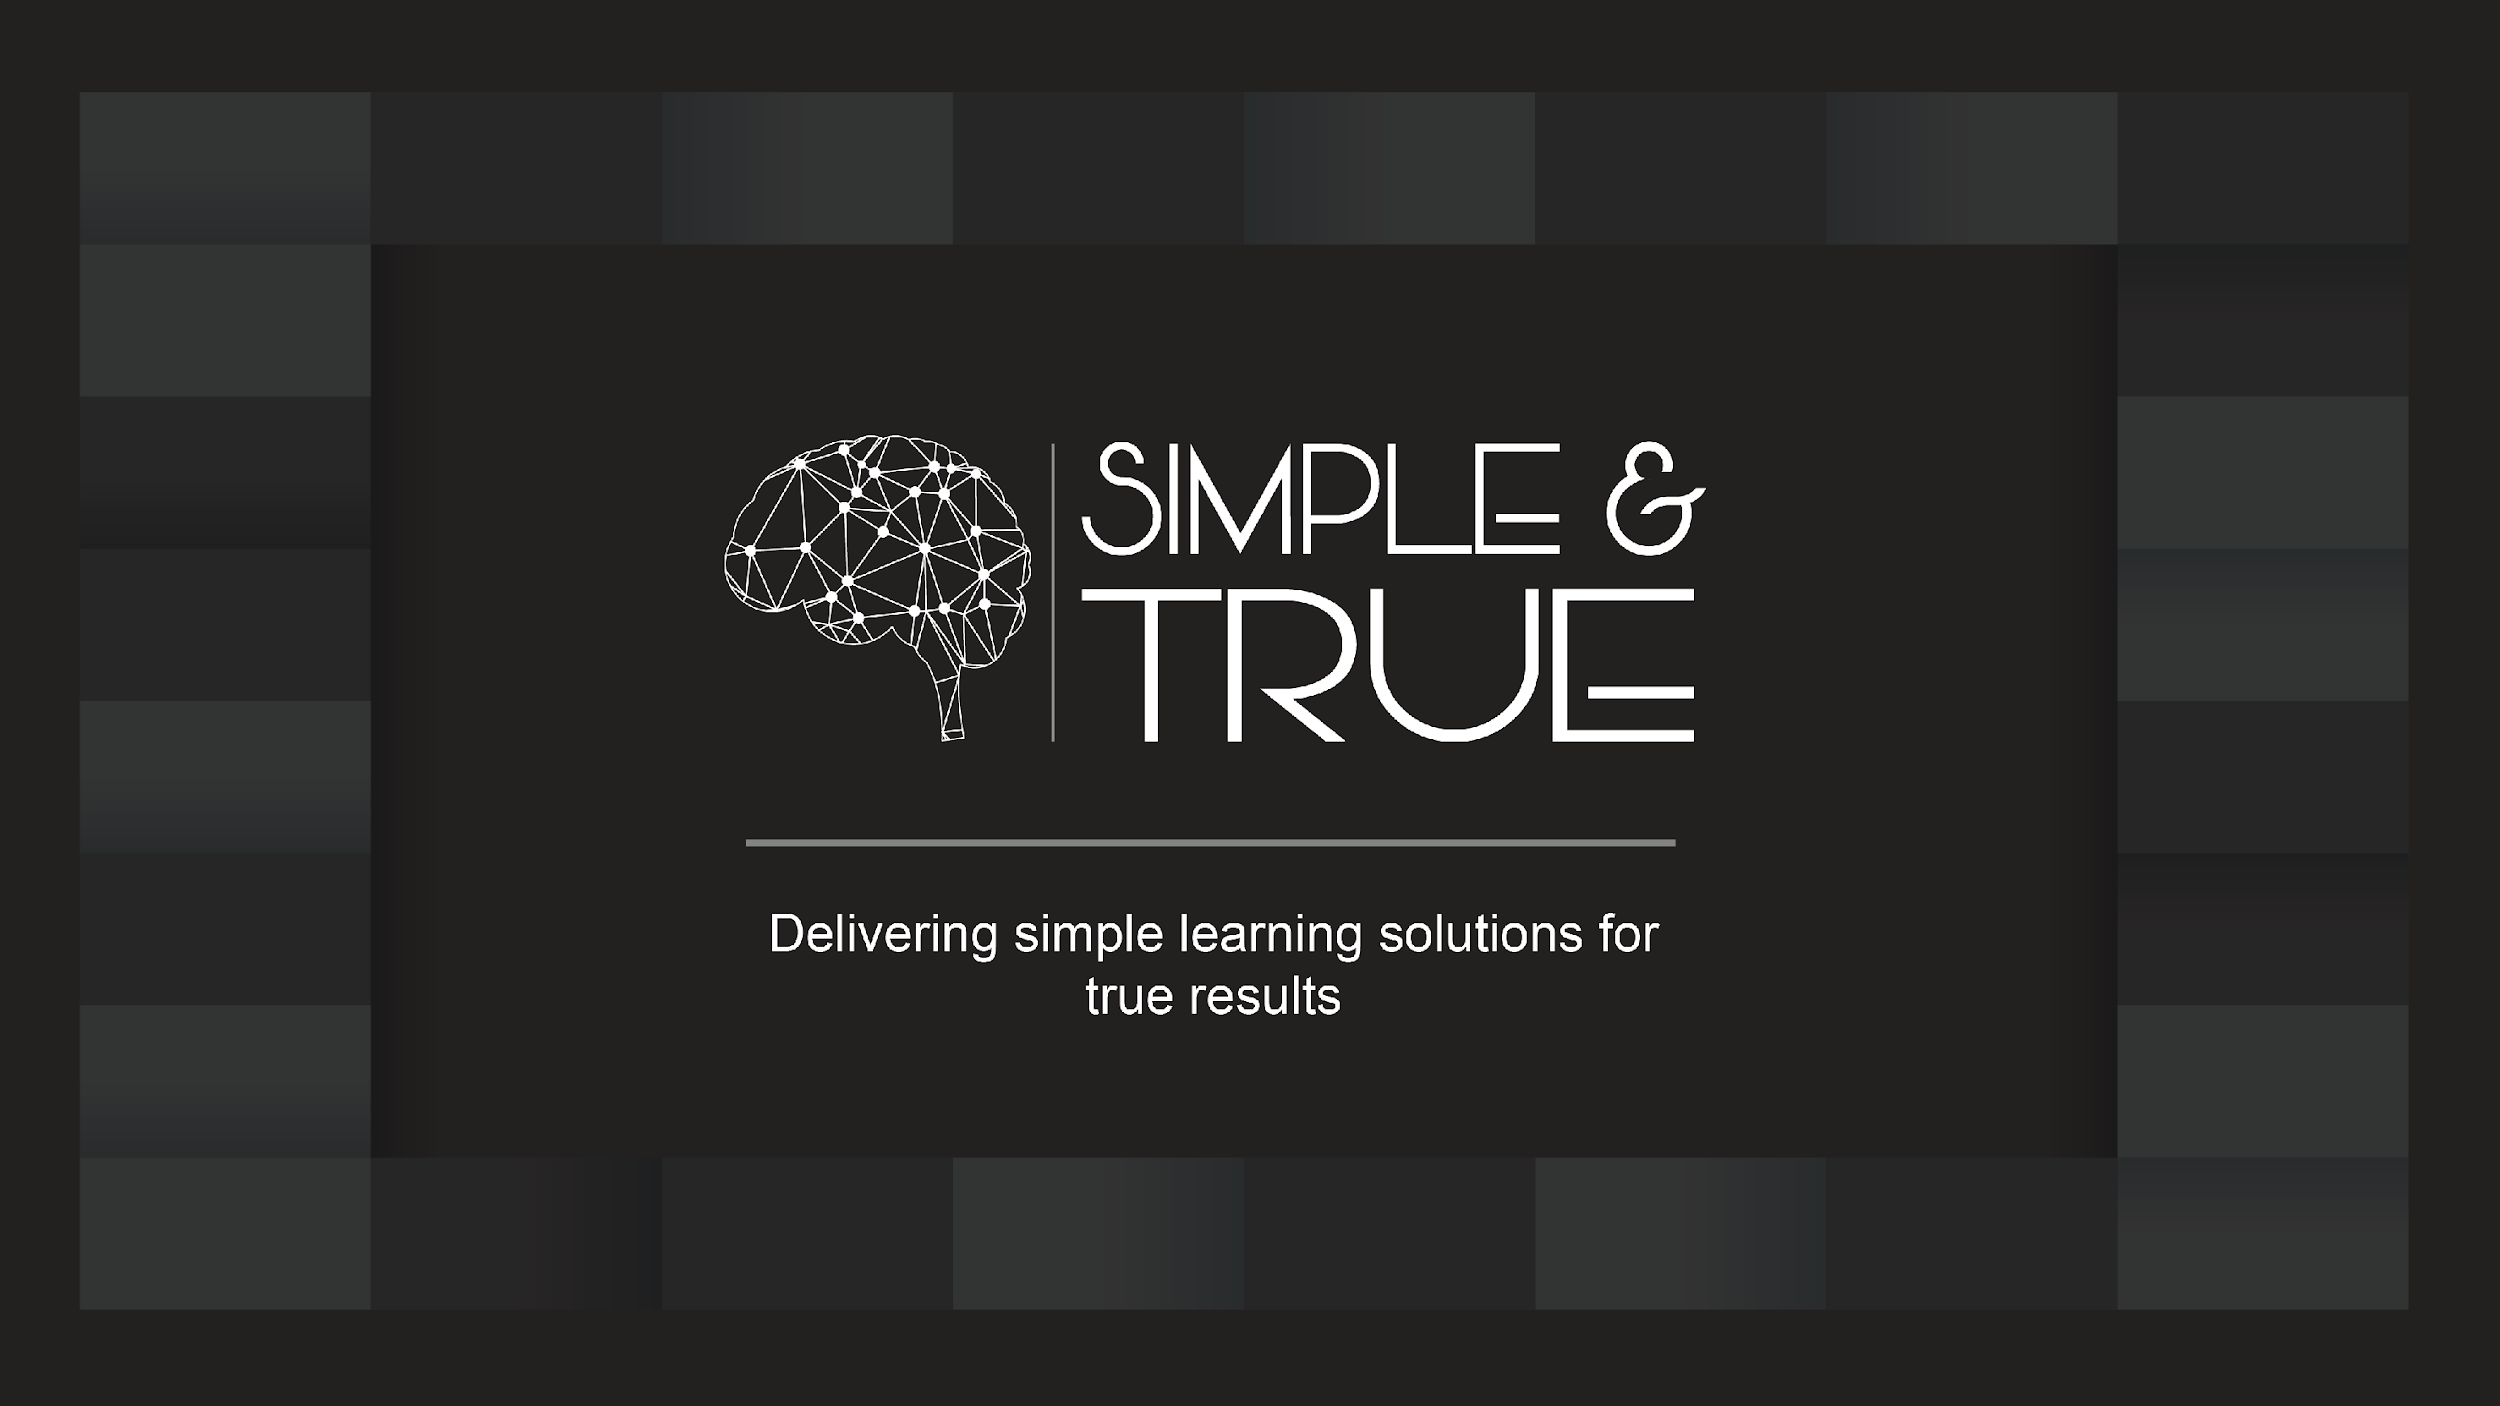 SIMPLE &
TRUE
Delivering simple learning solutions for
true results